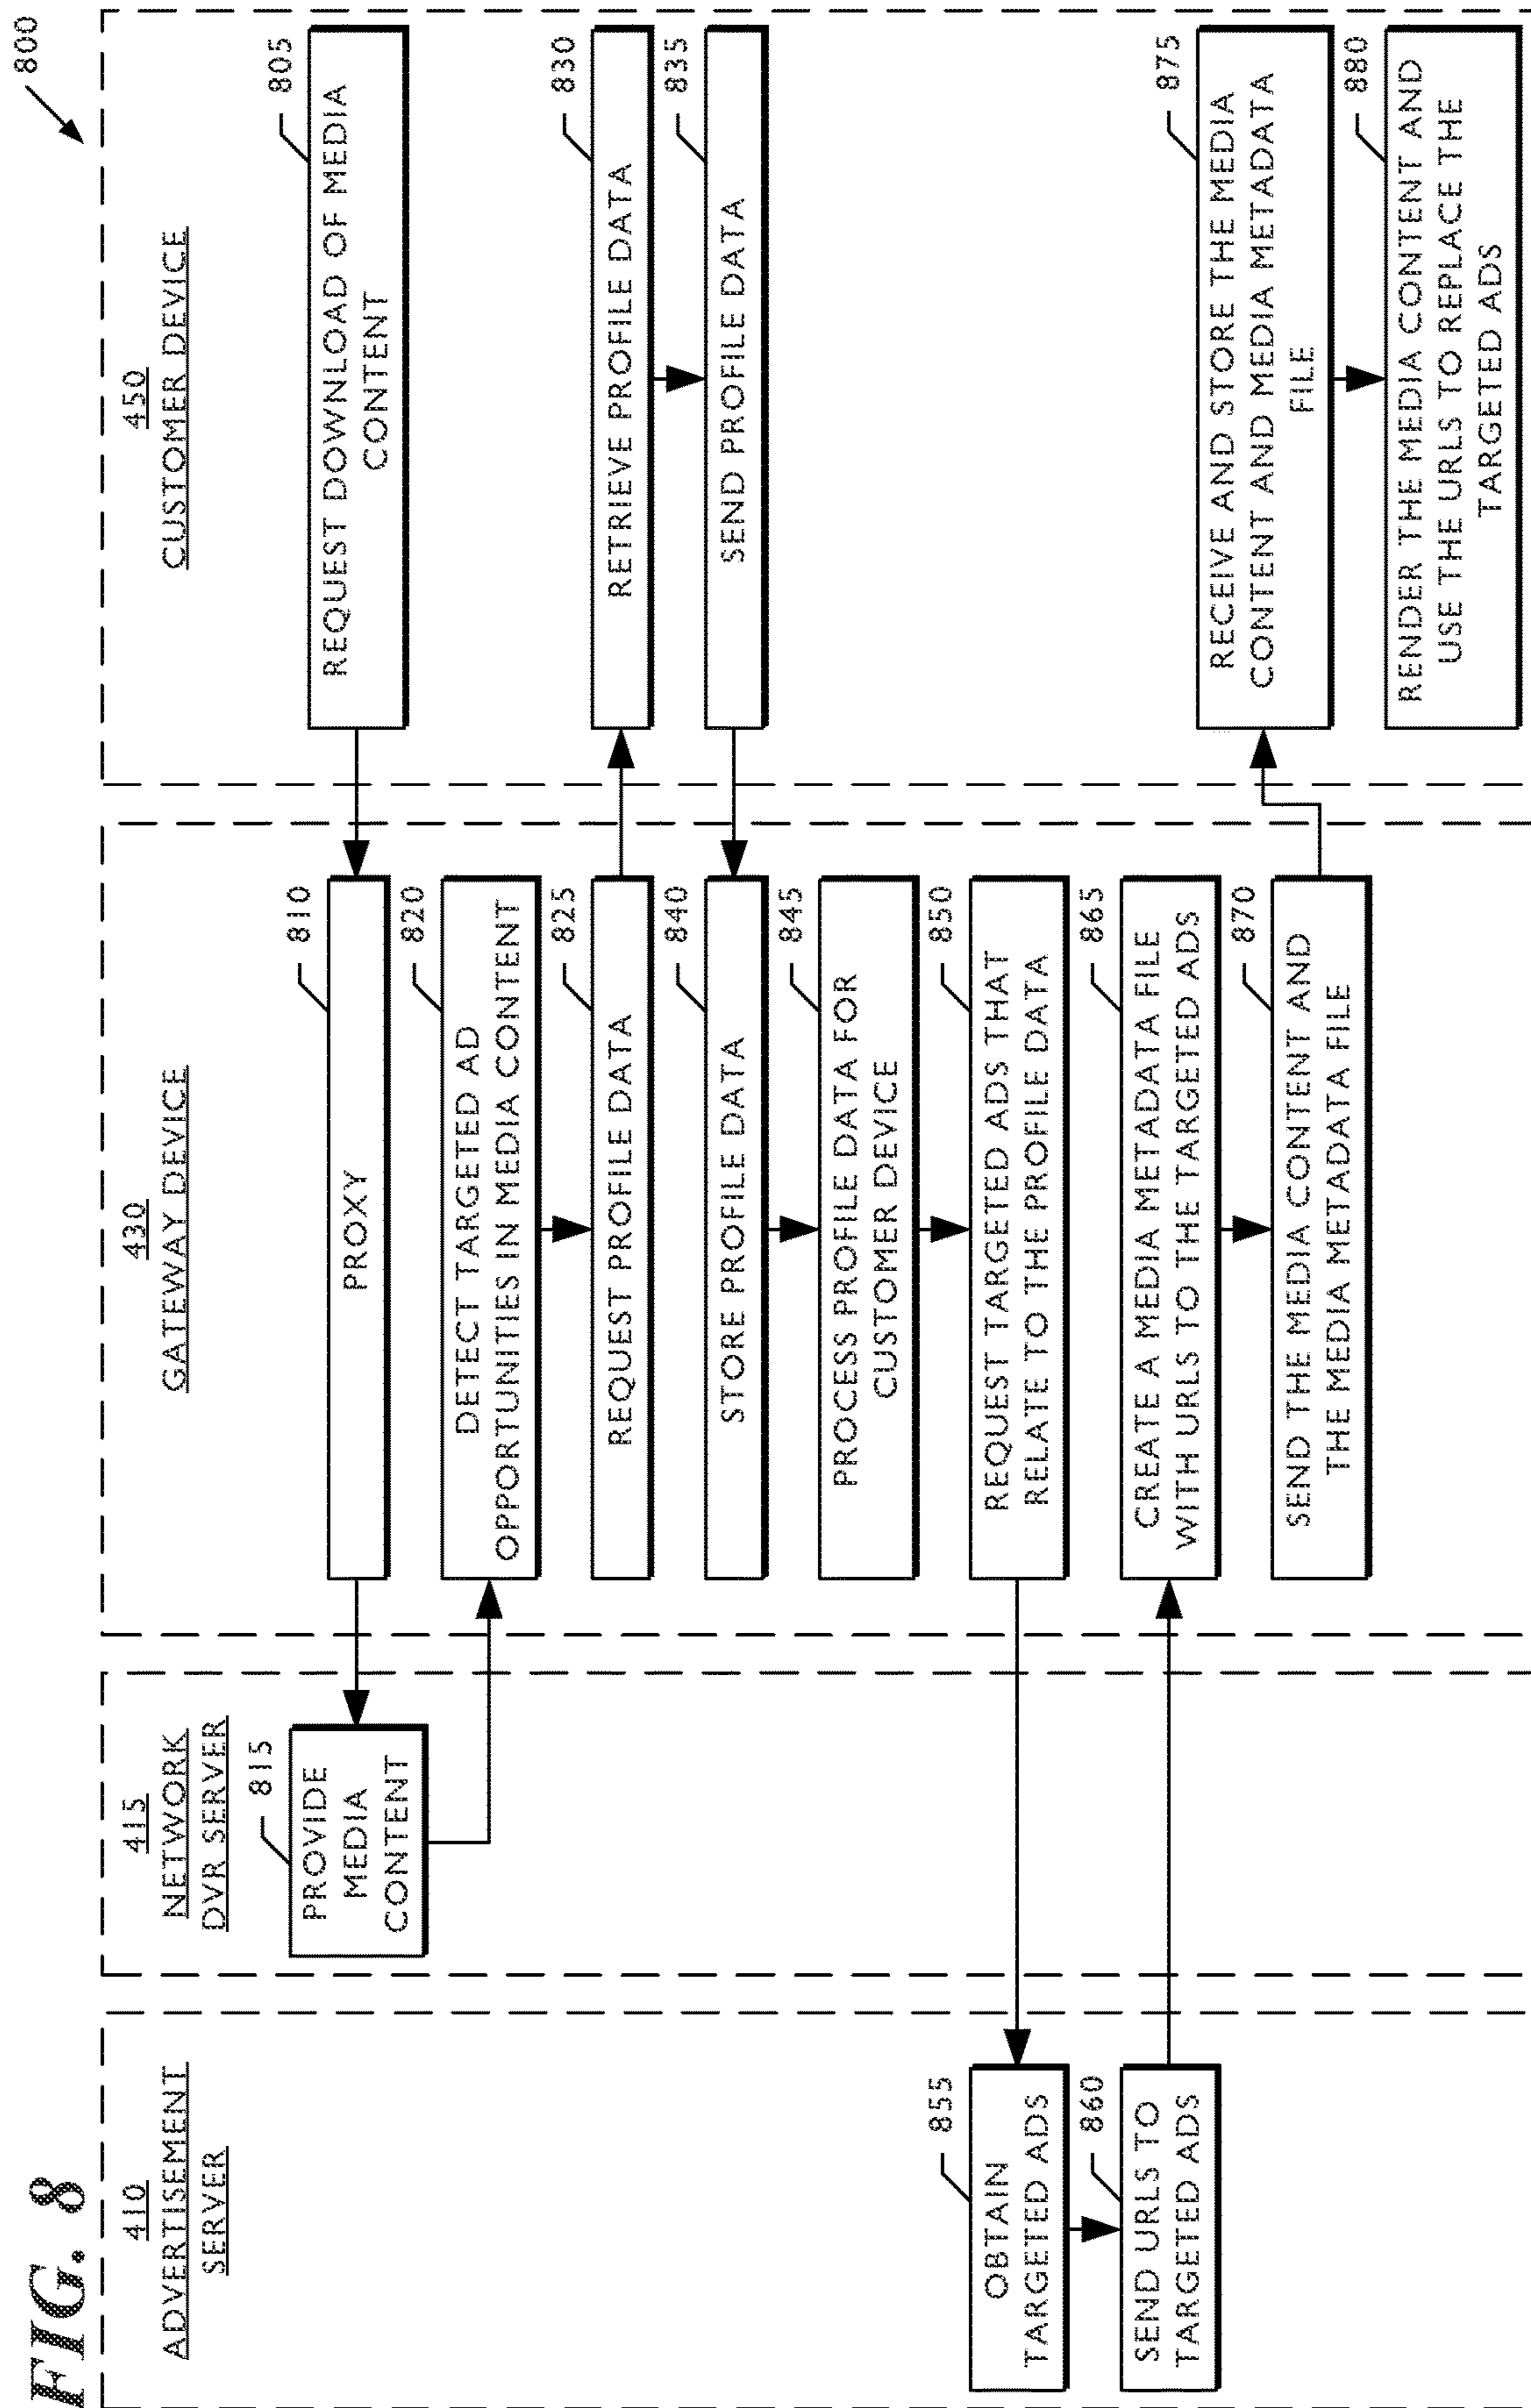 FIG. 8
800
410
ADVERTISEMENT
SERVER
415
NETWORK
DVR SERVER
430
GATEWAY DEVICE
450
CUSTOMER DEVICE
805
REQUEST DOWNLOAD OF MEDIA
CONTENT
810
PROXY
815
PROVIDE
MEDIA
CONTENT
820
DETECT TARGETED AD
OPPORTUNITIES IN MEDIA CONTENT
825
REQUEST PROFILE DATA
830
RETRIEVE PROFILE DATA
835
SEND PROFILE DATA
840
STORE PROFILE DATA
845
PROCESS PROFILE DATA FOR
CUSTOMER DEVICE
850
REQUEST TARGETED ADS THAT
RELATE TO THE PROFILE DATA
855
OBTAIN
TARGETED ADS
860
SEND URLS TO
TARGETED ADS
865
CREATE A MEDIA METADATA FILE
WITH URLS TO THE TARGETED ADS
870
SEND THE MEDIA CONTENT AND
THE MEDIA METADATA FILE
875
RECEIVE AND STORE THE MEDIA
CONTENT AND MEDIA METADATA
FILE
880
RENDER THE MEDIA CONTENT AND
USE THE URLS TO REPLACE THE
TARGETED ADS